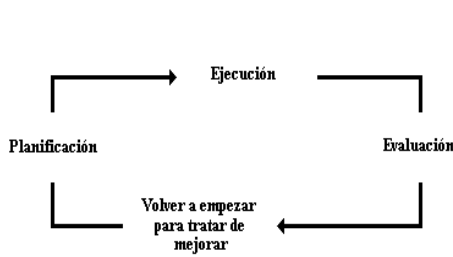 Ejecución
Planificación
Evaluación
Volver a empezar
para tratar de
mejorar